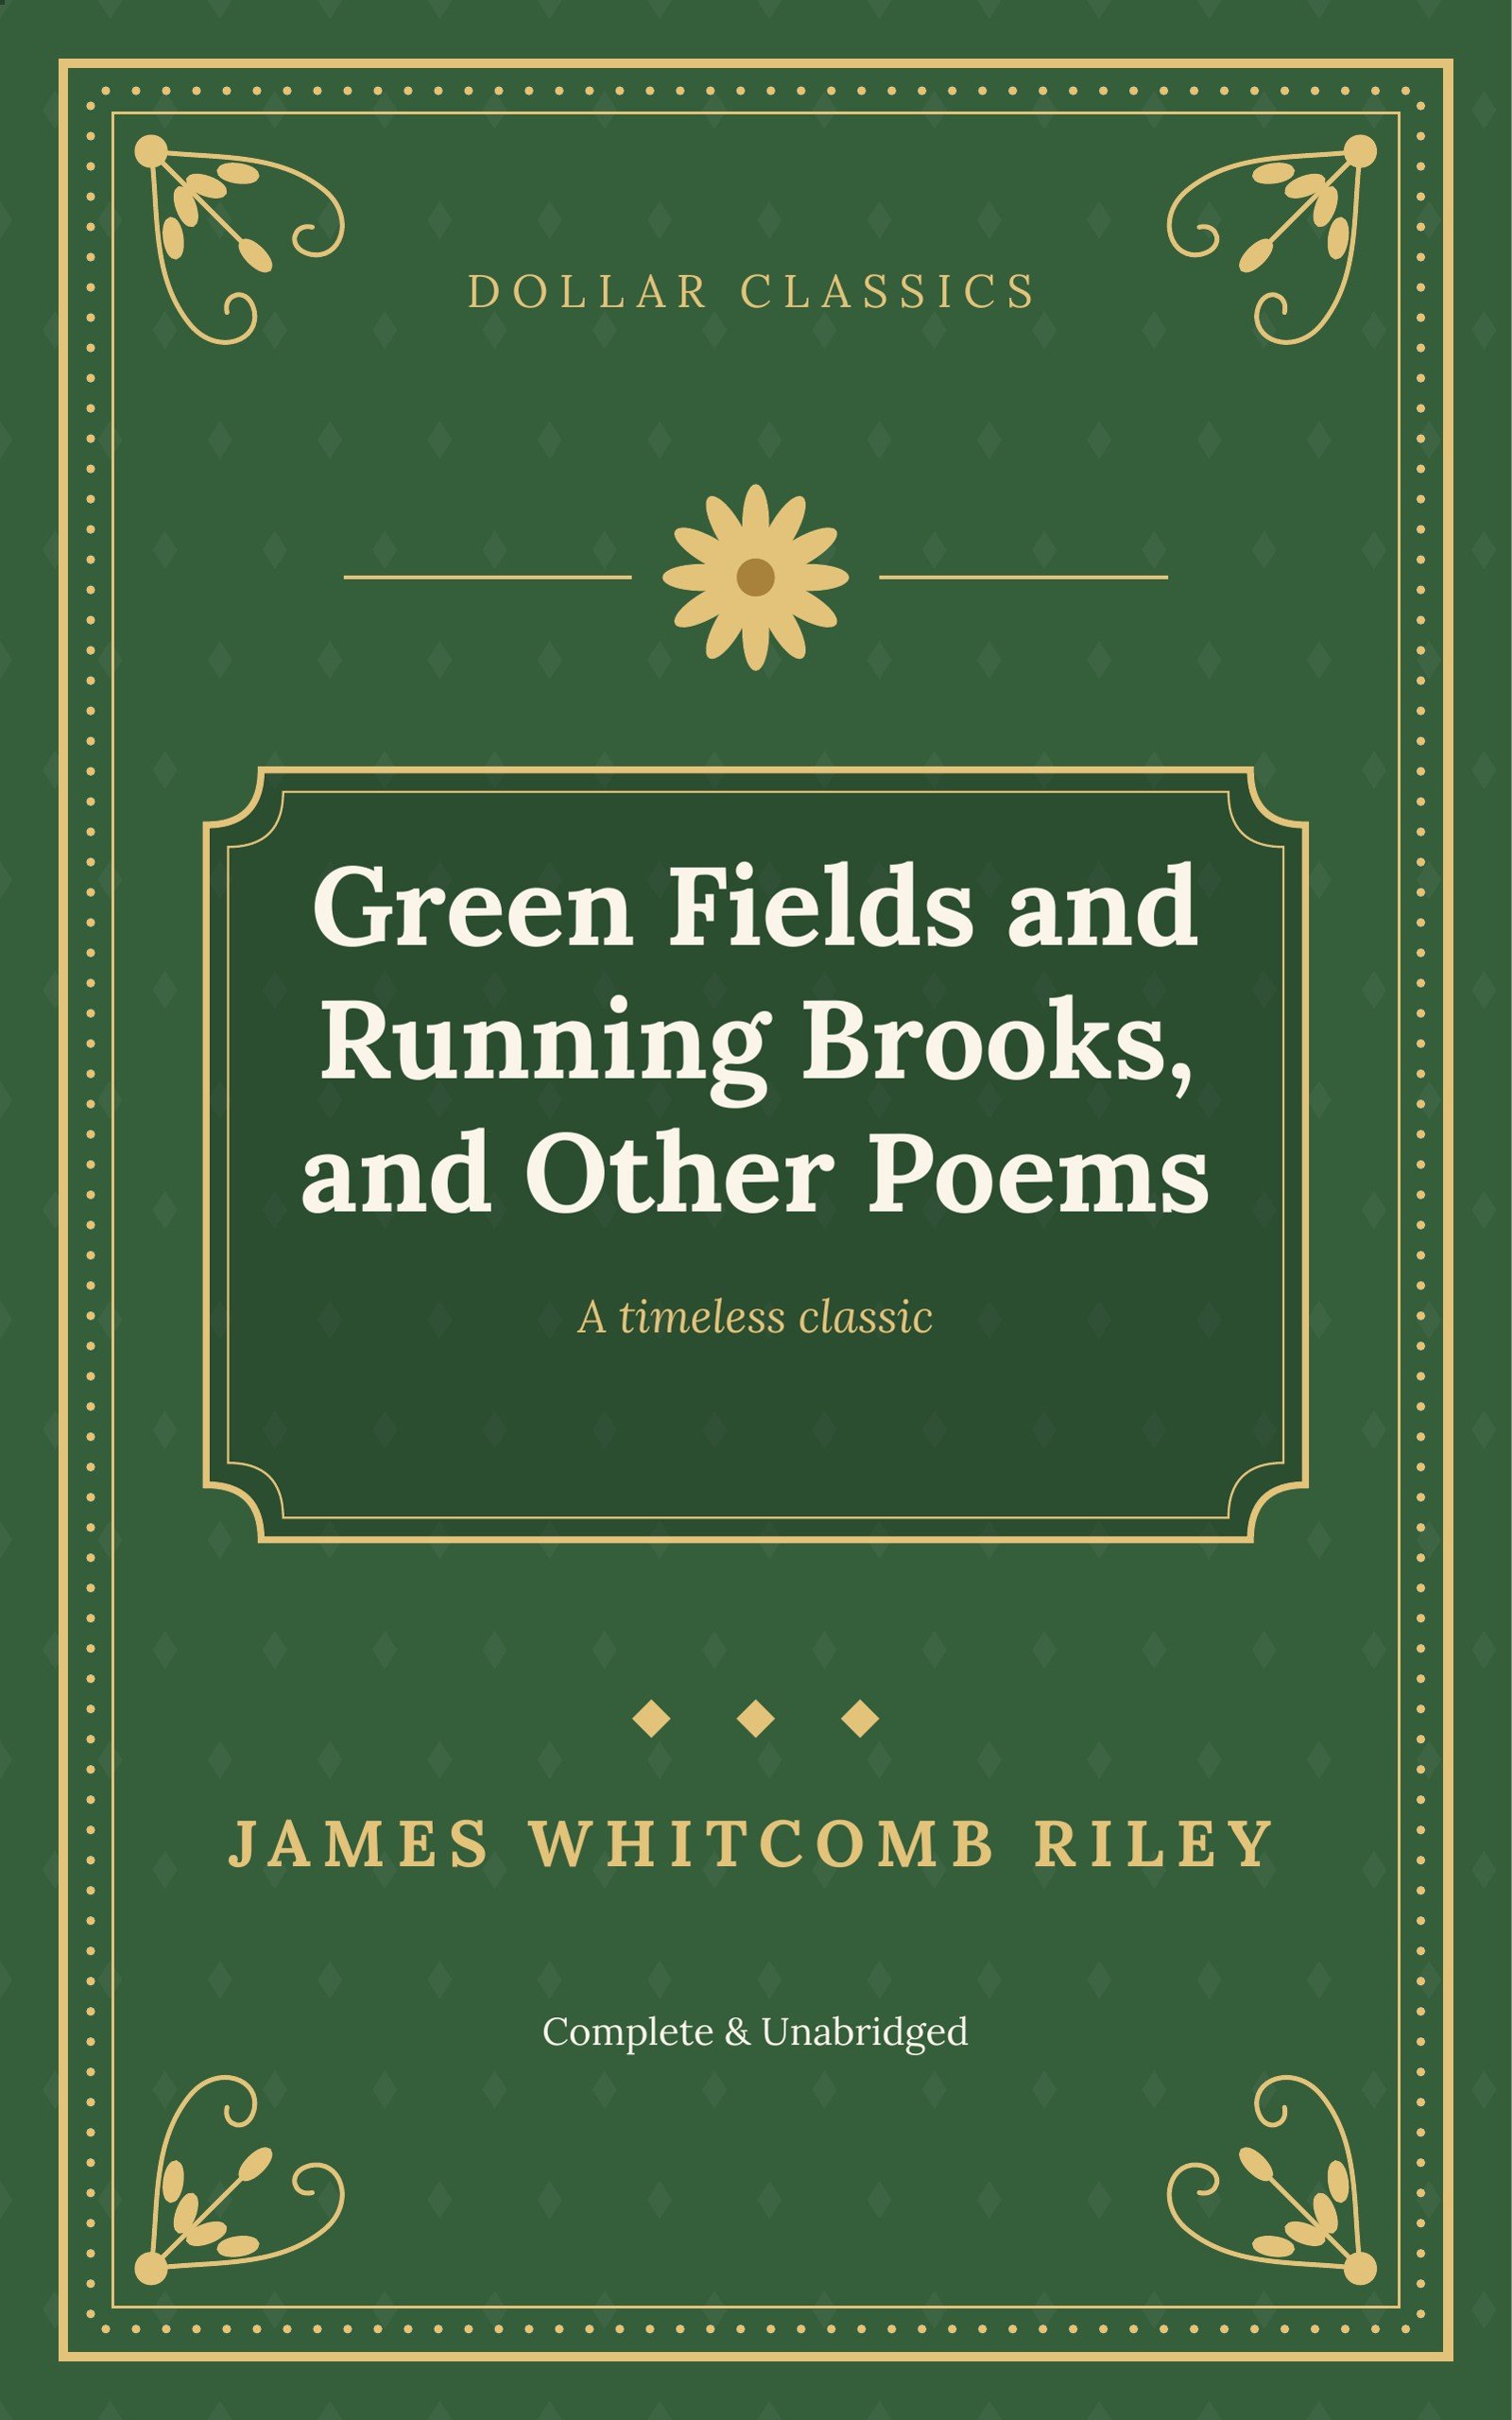 DOLLAR CLASSICS
Green Fields and
Running Brooks,
and Other Poems
A timeless classic
JAMES WHITCOMB RILEY
Complete & Unabridged